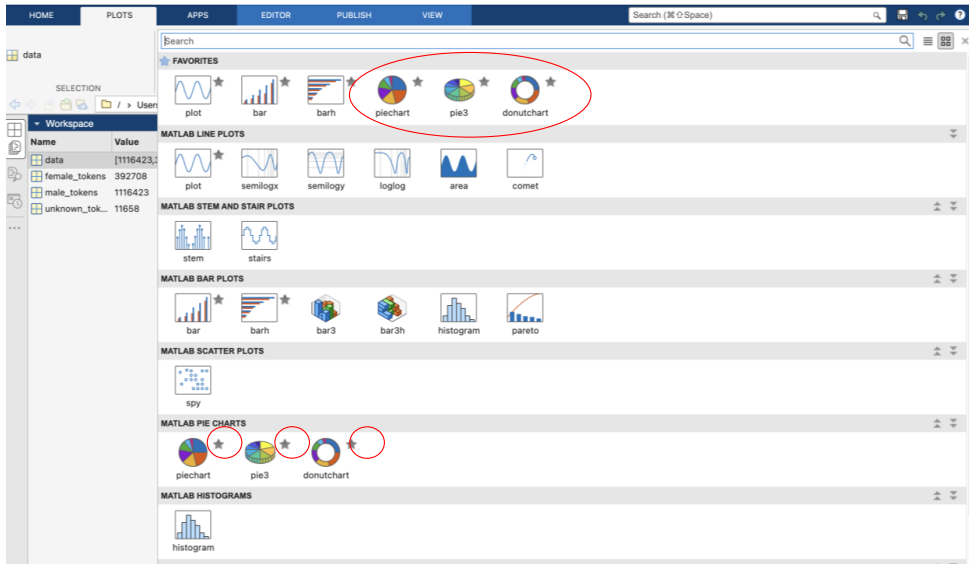 HOME PLOTS APPS EDITOR PUBLISH VIEW Search (⌘⇧Space)
Search
data
SELECTION
/ › Users
Workspace
Name Value
data [1116423,3
female_tokens 392708
male_tokens 1116423
unknown_tok... 11658
FAVORITES
plot bar barh piechart pie3 donutchart
MATLAB LINE PLOTS
plot semilogx semilogy loglog area comet
MATLAB STEM AND STAIR PLOTS
stem stairs
MATLAB BAR PLOTS
bar barh bar3 bar3h histogram pareto
MATLAB SCATTER PLOTS
spy
MATLAB PIE CHARTS
piechart pie3 donutchart
MATLAB HISTOGRAMS
histogram